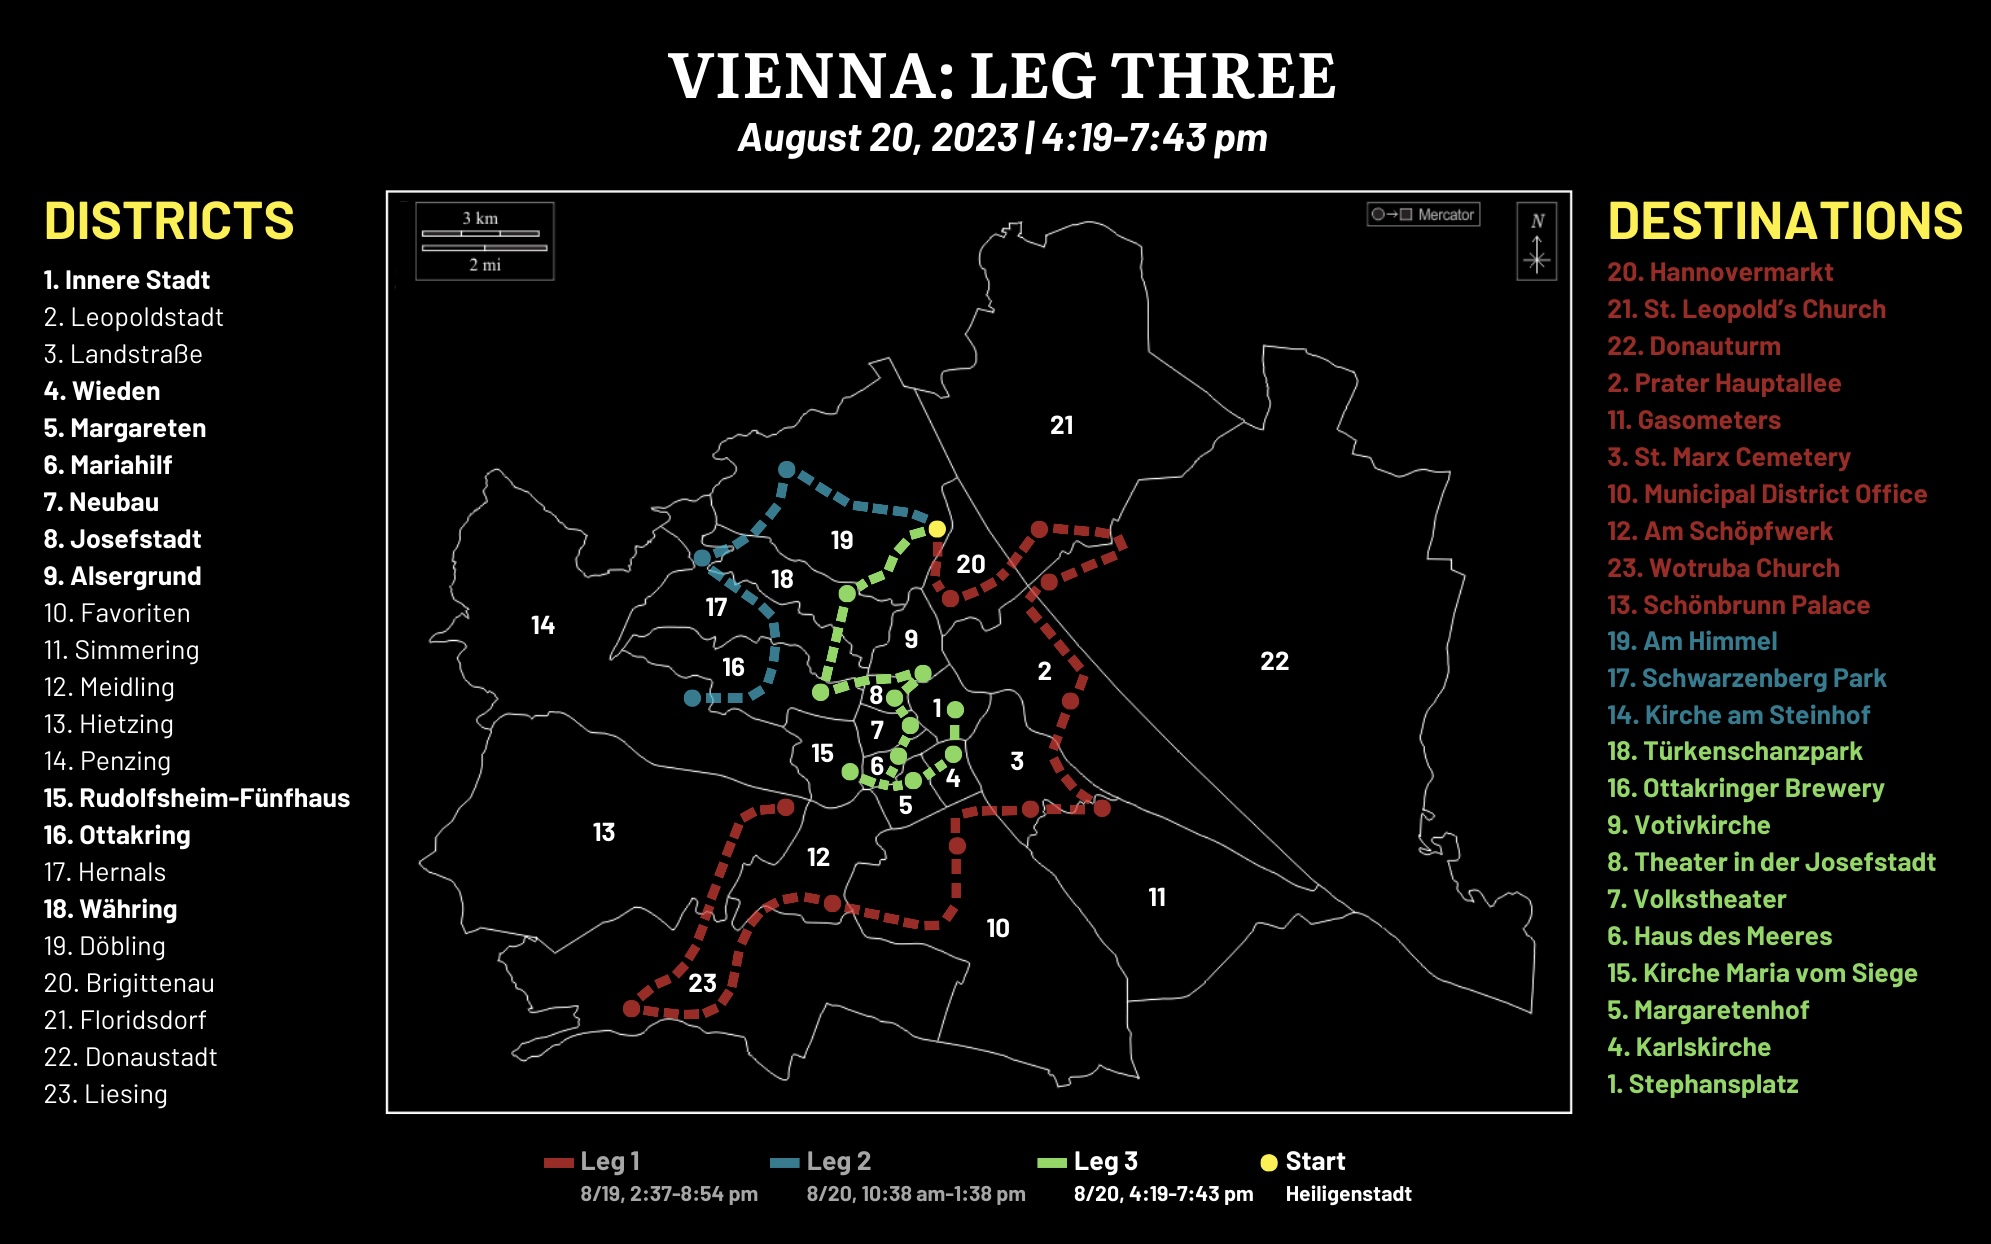 VIENNA: LEG THREE
August 20, 2023 | 4:19-7:43 pm
DISTRICTS
1. Innere Stadt
2. Leopoldstadt
3. Landstraße
4. Wieden
5. Margareten
6. Mariahilf
7. Neubau
8. Josefstadt
9. Alsergrund
10. Favoriten
11. Simmering
12. Meidling
13. Hietzing
14. Penzing
15. Rudolfsheim-Fünfhaus
16. Ottakring
17. Hernals
18. Währing
19. Döbling
20. Brigittenau
21. Floridsdorf
22. Donaustadt
23. Liesing
3 km
2 mi
Mercator
N
21
19
20
18
17
14
9
16
22
2
8
1
7
15
3
6
4
5
13
12
11
10
23
DESTINATIONS
20. Hannovermarkt
21. St. Leopold's Church
22. Donauturm
2. Prater Hauptallee
11. Gasometers
3. St. Marx Cemetery
10. Municipal District Office
12. Am Schöpfwerk
23. Wotruba Church
13. Schönbrunn Palace
19. Am Himmel
17. Schwarzenberg Park
14. Kirche am Steinhof
18. Türkenschanzpark
16. Ottakringer Brewery
9. Votivkirche
8. Theater in der Josefstadt
7. Volkstheater
6. Haus des Meeres
15. Kirche Maria vom Siege
5. Margaretenhof
4. Karlskirche
1. Stephansplatz
Leg 1
8/19, 2:37-8:54 pm
Leg 2
8/20, 10:38 am-1:38 pm
Leg 3
8/20, 4:19-7:43 pm
Start
Heiligenstadt